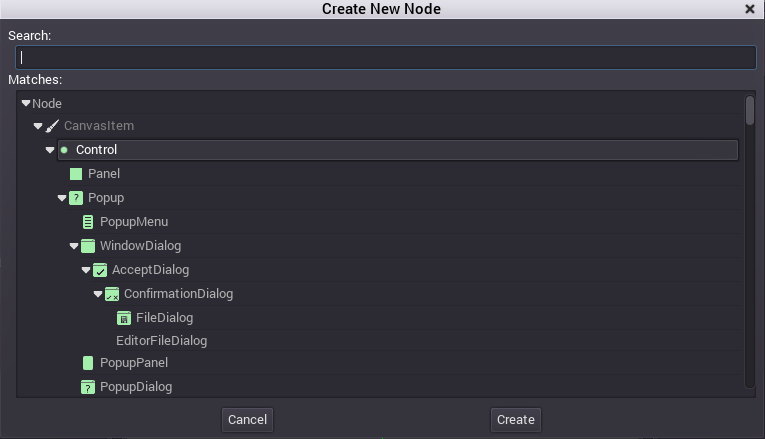 Create New Node
Search:
Matches:
Node
CanvasItem
Control
Panel
Popup
PopupMenu
WindowDialog
AcceptDialog
ConfirmationDialog
FileDialog
EditorFileDialog
PopupPanel
PopupDialog
Cancel Create